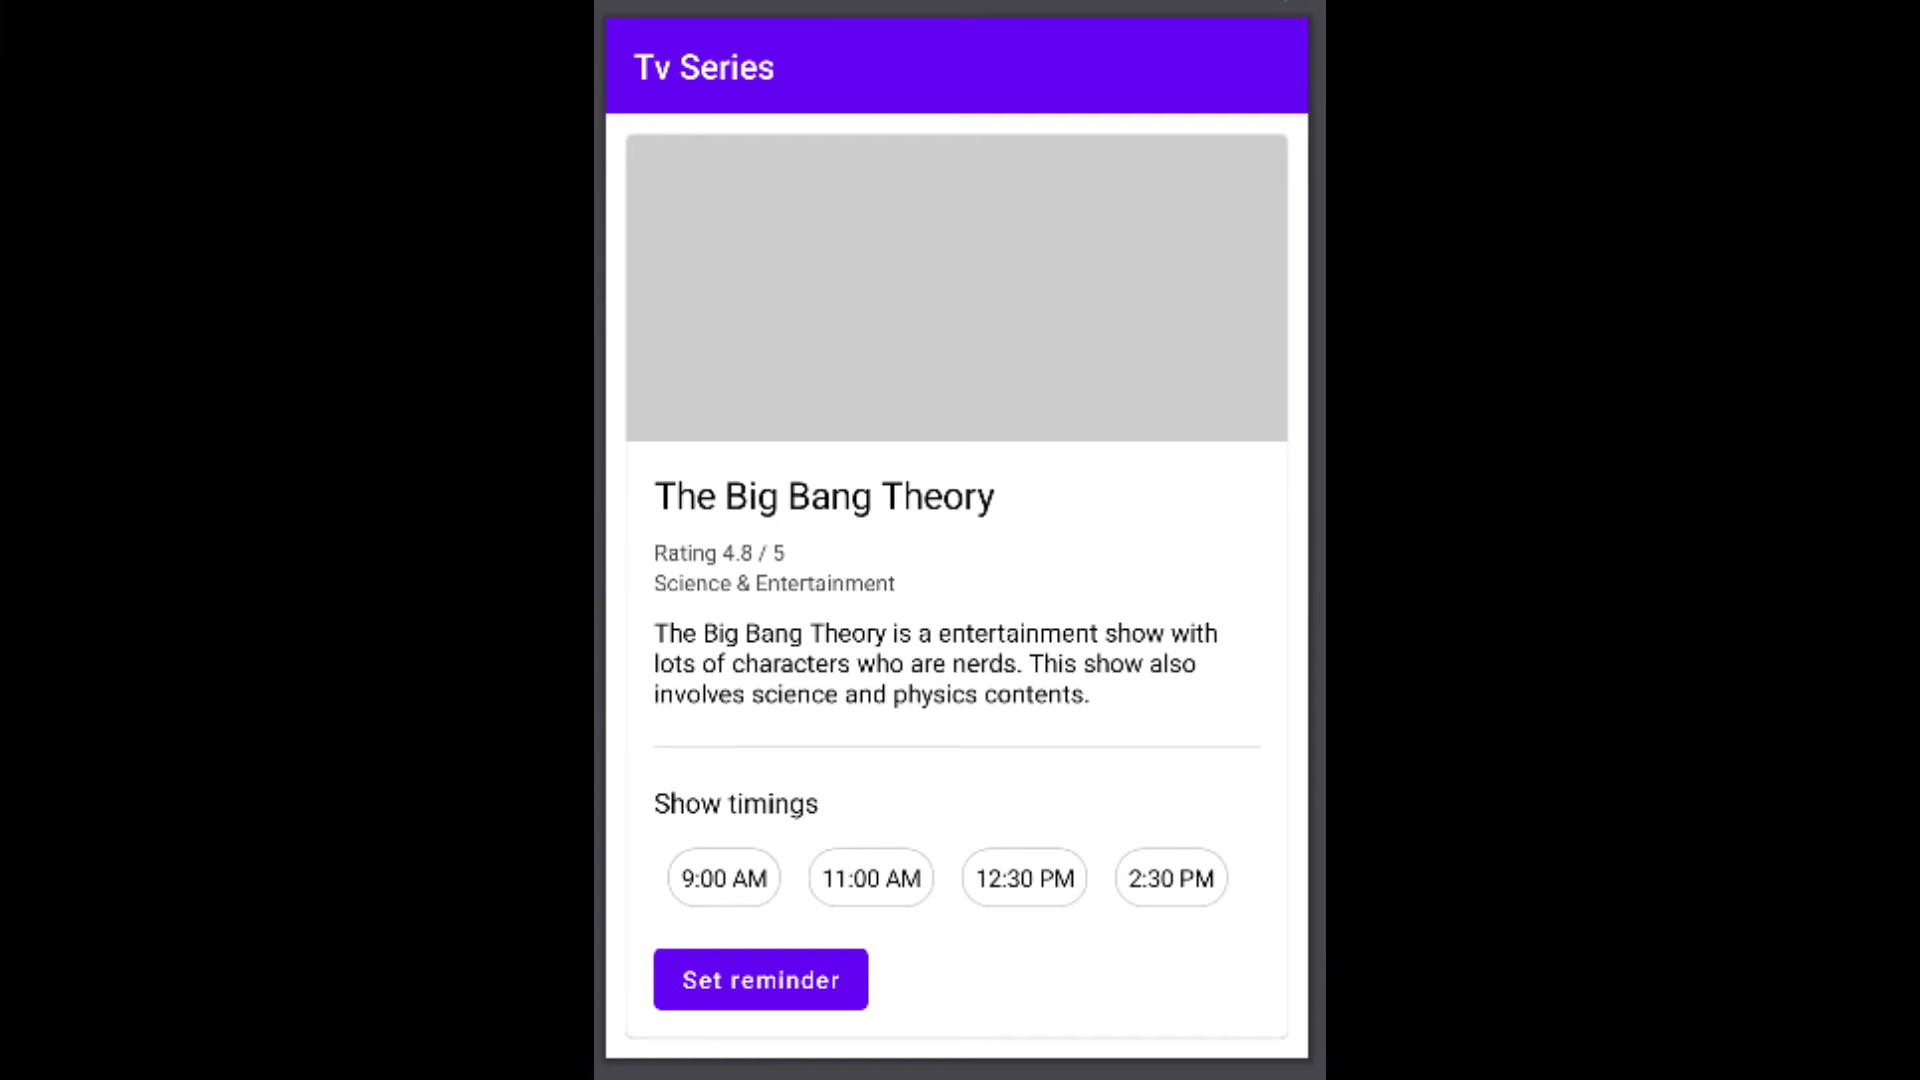 Tv Series
The Big Bang Theory
Rating 4.8 / 5
Science & Entertainment
The Big Bang Theory is a entertainment show with
lots of characters who are nerds. This show also
involves science and physics contents.
Show timings
9:00 AM 11:00 AM 12:30 PM 2:30 PM
Set reminder